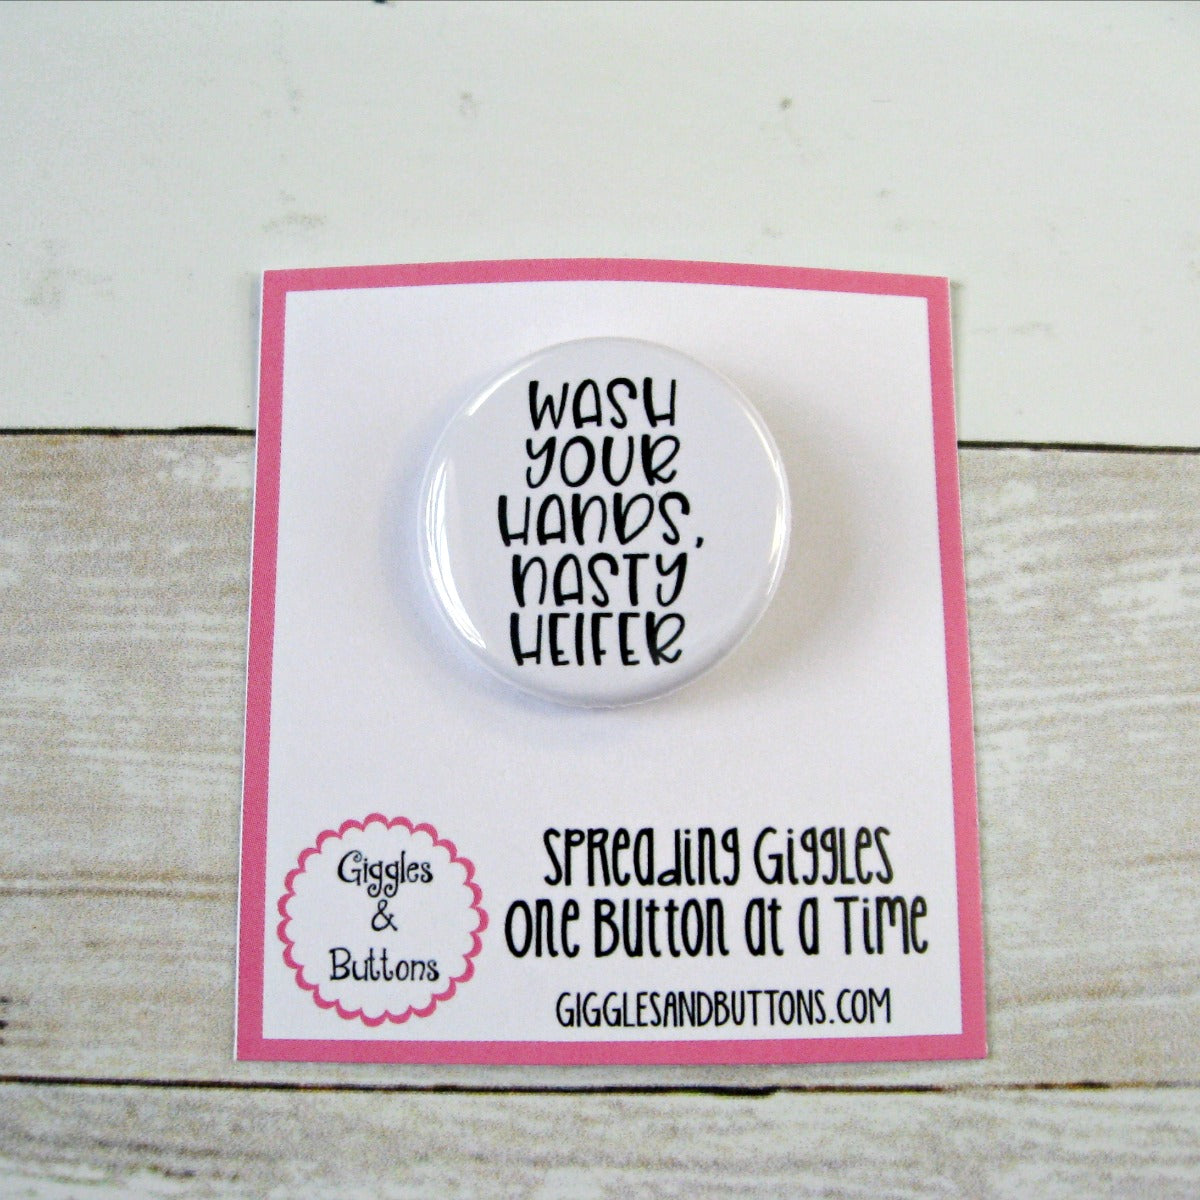 WASH
YOUR
HANDS,
NASTY
HEIFER
Giggles
&
Buttons
Spreading Giggles
One Button at a Time
GIGGLESANDBUTTONS.COM